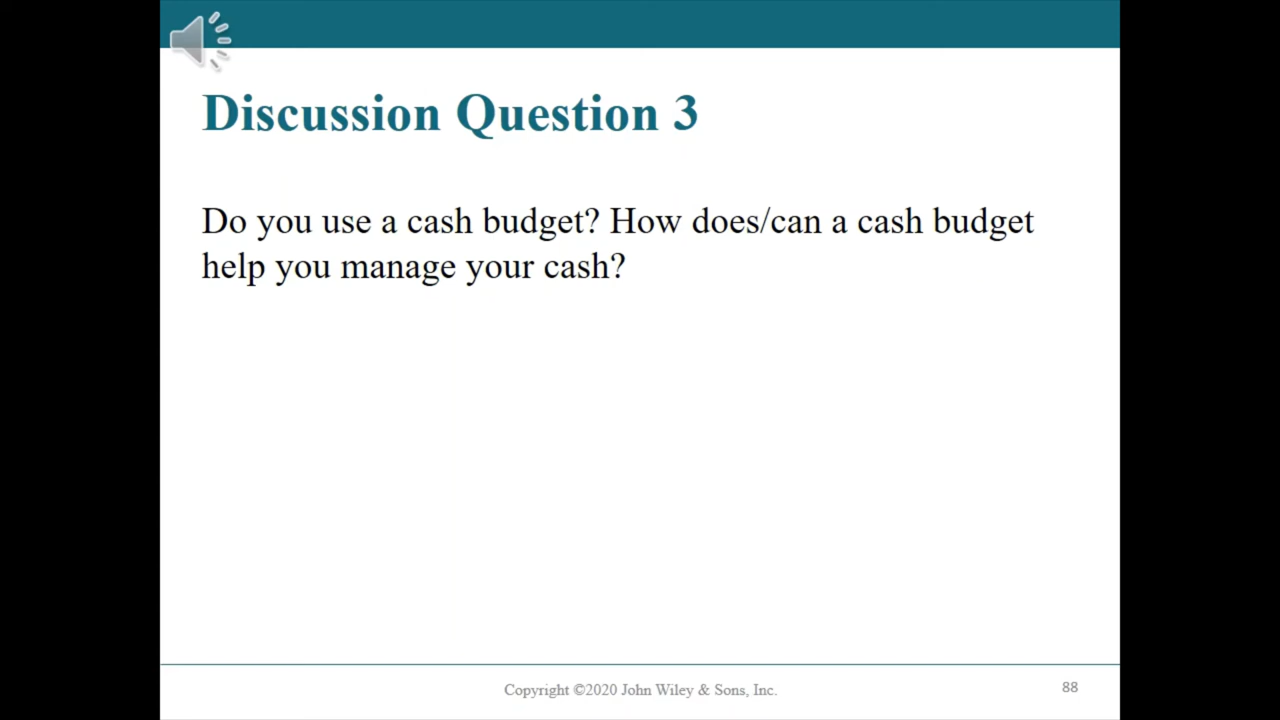 Discussion Question 3
Do you use a cash budget? How does/can a cash budget
help you manage your cash?
Copyright ©2020 John Wiley & Sons, Inc.
88